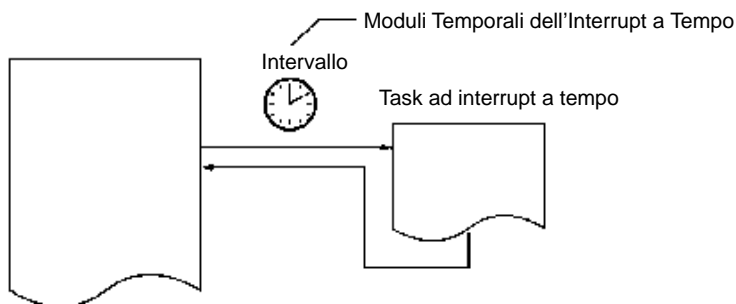 Moduli Temporali dell'Interrupt a Tempo
Intervallo
Task ad interrupt a tempo